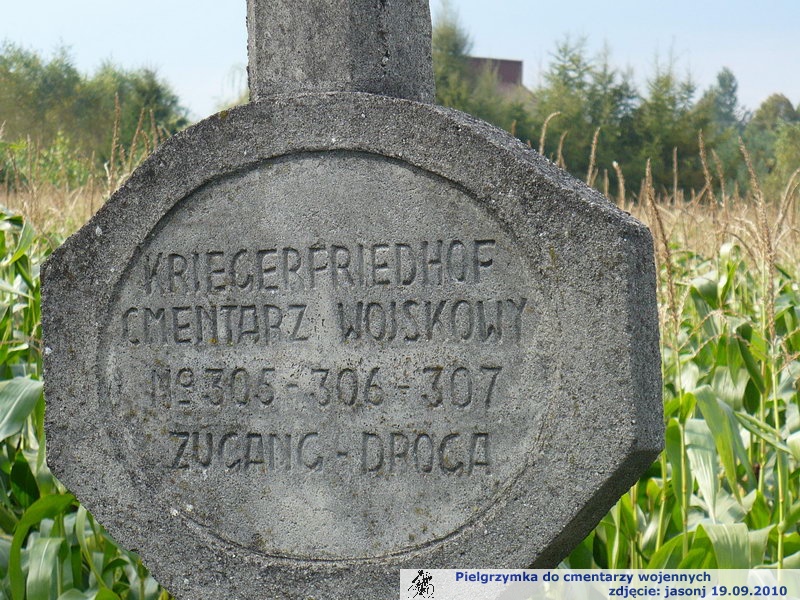 KRIEGERFRIEDHOF
CMENTARZ WOJSKOWY
No 305-306-307
ZUGANG-DROGA
Pielgrzymka do cmentarzy wojennych
zdjęcie: jasonj 19.09.2010